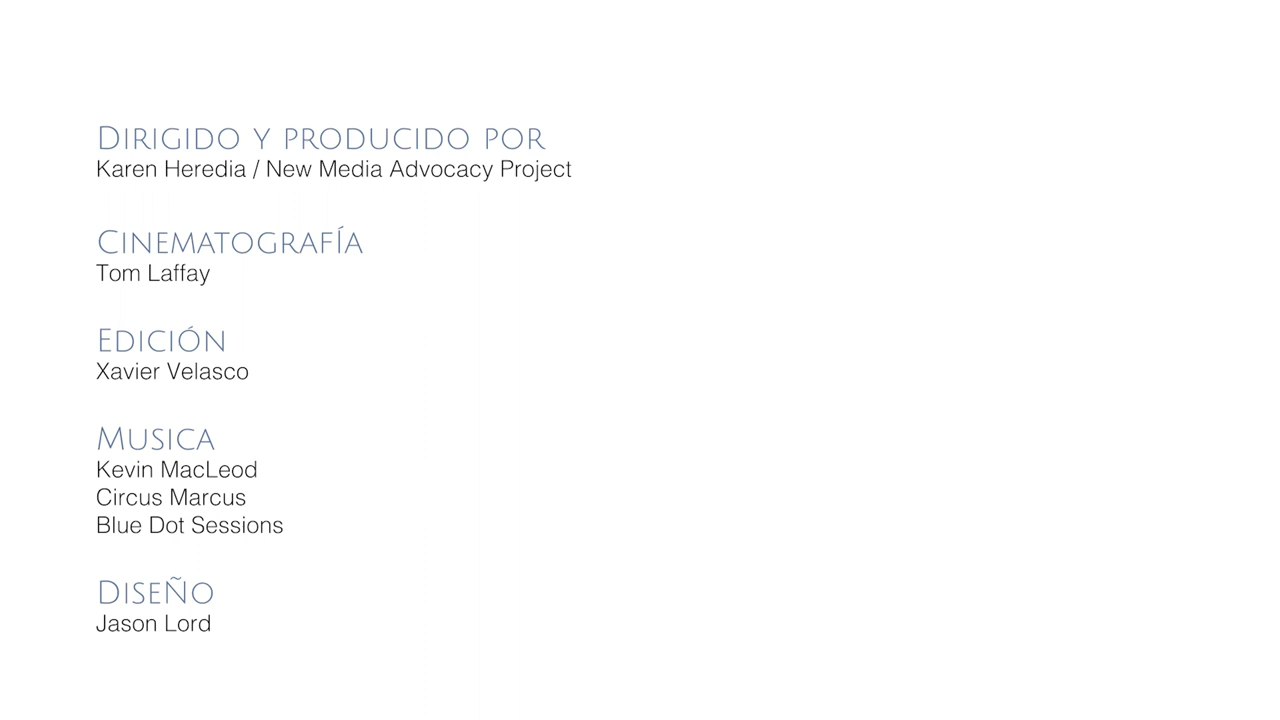 Dirigido y producido por
Karen Heredia / New Media Advocacy Project
Cinematografía
Tom Laffay
Edición
Xavier Velasco
Musica
Kevin MacLeod
Circus Marcus
Blue Dot Sessions
Diseño
Jason Lord